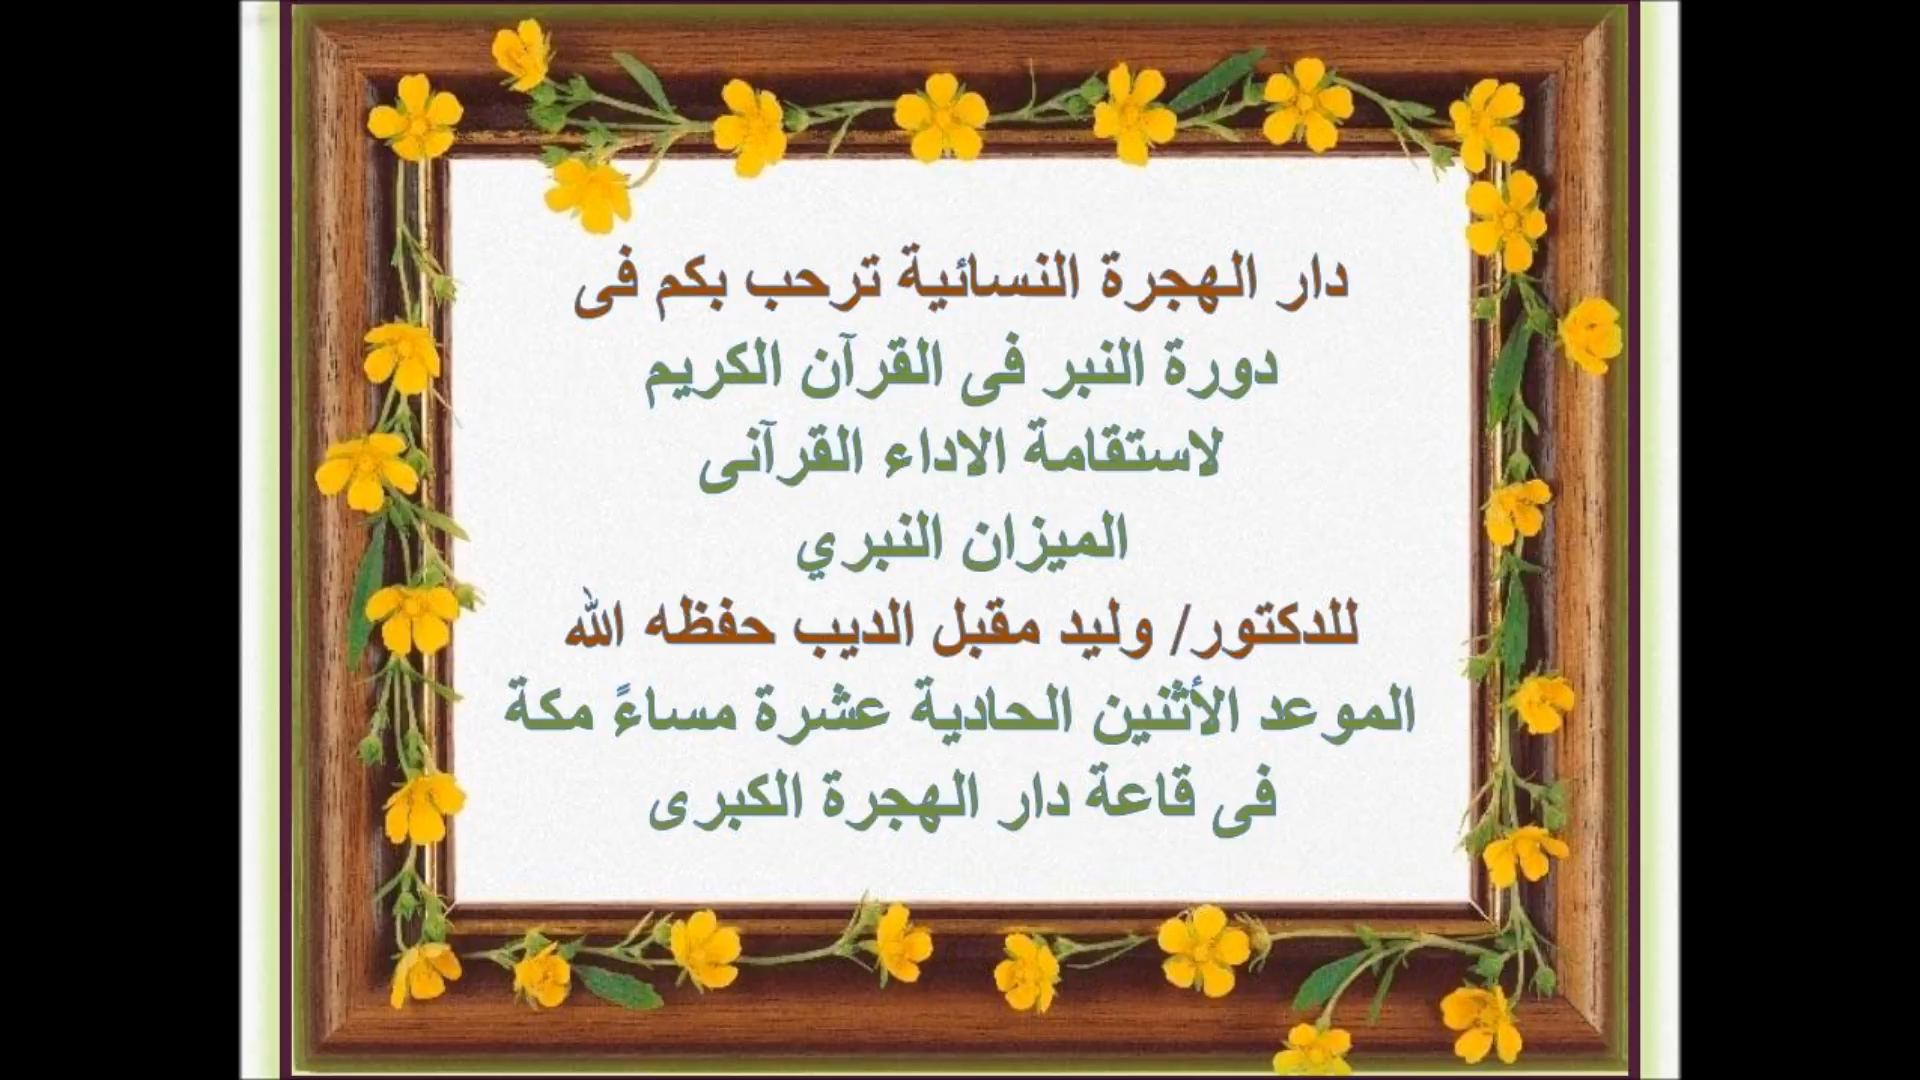 دار الهجرة النسائية ترحب بكم فى
دورة النبر فى القرآن الكريم
لاستقامة الاداء القرآنى
الميزان النبري
للدكتور/ وليد مقبل الديب حفظه الله
الموعد الأثنين الحادية عشرة مساءً مكة
فى قاعة دار الهجرة الكبرى